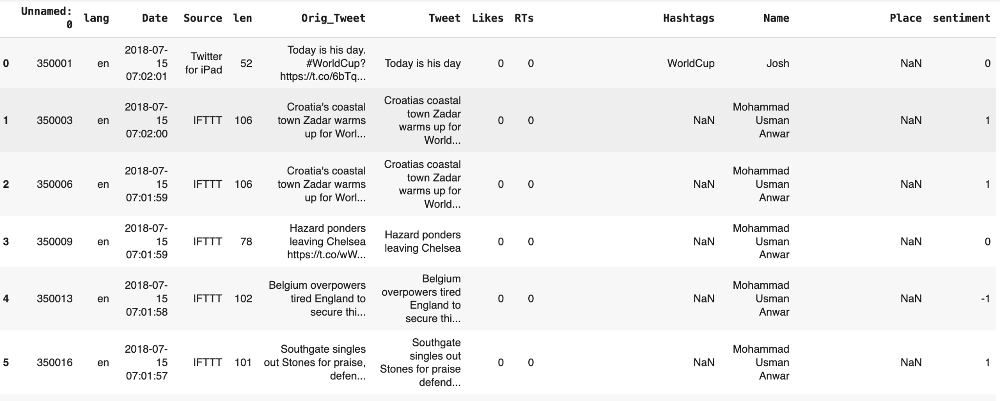 Unnamed: 0 lang Date Source len Orig_Tweet Tweet Likes RTs Hashtags Name Place sentiment
0 350001 en 2018-07-15 07:02:01 Twitter for iPad 52 Today is his day. #WorldCup? https://t.co/6bTq... Today is his day 0 0 WorldCup Josh NaN 0
1 350003 en 2018-07-15 07:02:00 IFTTT 106 Croatia's coastal town Zadar warms up for Worl... Croatias coastal town Zadar warms up for World... 0 0 NaN Mohammad Usman Anwar NaN 1
2 350006 en 2018-07-15 07:01:59 IFTTT 106 Croatia's coastal town Zadar warms up for Worl... Croatias coastal town Zadar warms up for World... 0 0 NaN Mohammad Usman Anwar NaN 1
3 350009 en 2018-07-15 07:01:59 IFTTT 78 Hazard ponders leaving Chelsea https://t.co/wW... Hazard ponders leaving Chelsea 0 0 NaN Mohammad Usman Anwar NaN 0
4 350013 en 2018-07-15 07:01:58 IFTTT 102 Belgium overpowers tired England to secure thi... Belgium overpowers tired England to secure thi... 0 0 NaN Mohammad Usman Anwar NaN -1
5 350016 en 2018-07-15 07:01:57 IFTTT 101 Southgate singles out Stones for praise, defen... Southgate singles out Stones for praise defend... 0 0 NaN Mohammad Usman Anwar NaN 1